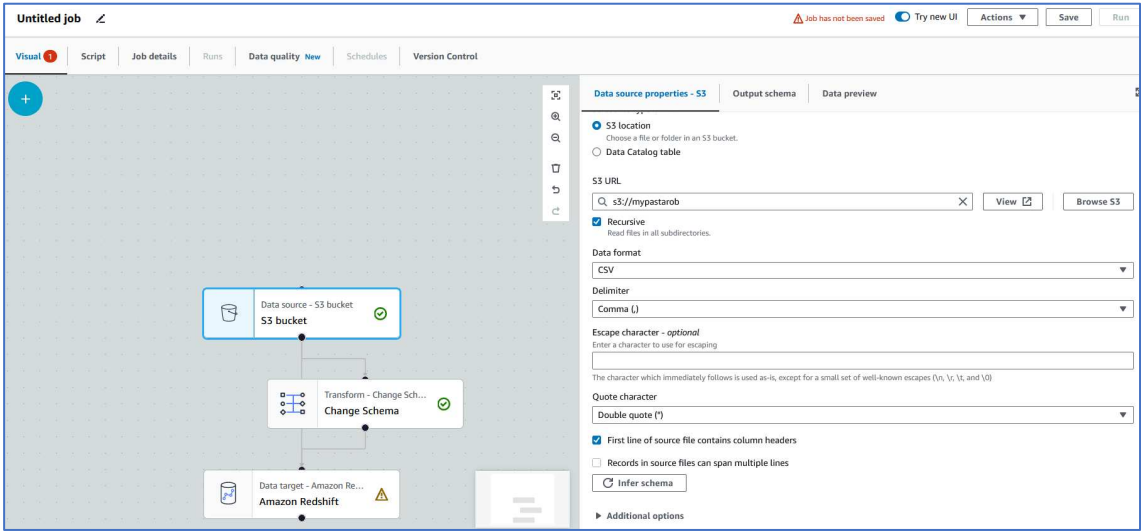 Untitled job
Job has not been saved
Try new UI
Actions
Save
Run
Visual 1
Script
Job details
Runs
Data quality New
Schedules
Version Control
Data source - S3 bucket
S3 bucket
Transform - Change Sch...
Change Schema
Data target - Amazon Re...
Amazon Redshift
Data source properties - S3
Output schema
Data preview
S3 location
Choose a file or folder in an S3 bucket.
Data Catalog table
S3 URL
s3://mypastarob
View
Browse S3
Recursive
Read files in all subdirectories.
Data format
CSV
Delimiter
Comma (,)
Escape character - optional
Enter a character to use for escaping
The character which immediately follows is used as-is, except for a small set of well-known escapes (\n, \r, \t, and \0)
Quote character
Double quote (")
First line of source file contains column headers
Records in source files can span multiple lines
Infer schema
Additional options